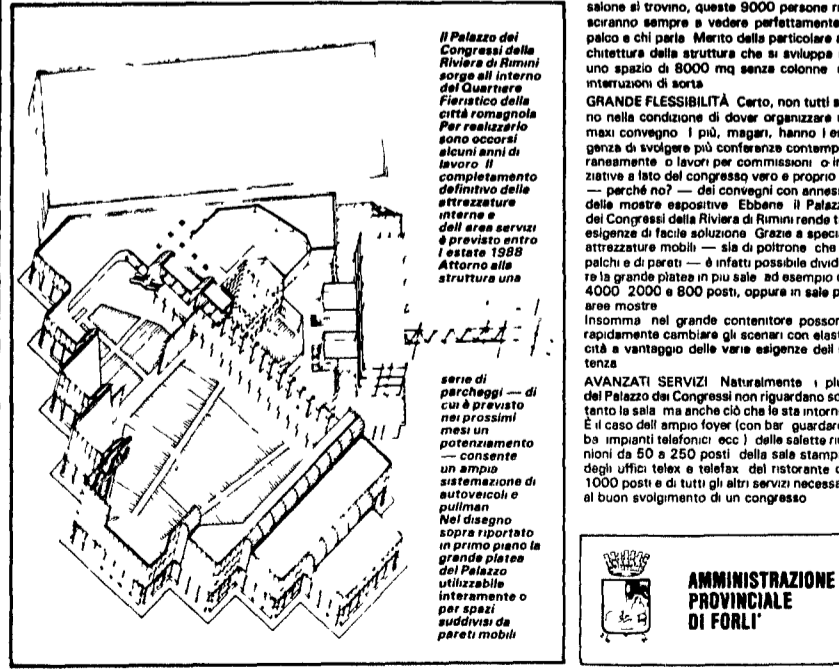 Il Palazzo dei
Congressi della
Riviera di Rimini
sorge all interno
del Quartiere
Fieristico della
città romagnola
Per realizzarlo
sono occorsi
alcuni anni di
lavoro Il
completamento
definitivo delle
attrezzature
interne e
dell area servizi
è previsto entro
l estate 1988
Attorno alla
struttura una
serie di
parcheggi — di
cui è previsto
nei prossimi
mesi un
potenziamento
— consente
un ampia
sistemazione di
autoveicoli e
pullman
Nel disegno
sopra riportato
in primo piano la
grande platea
del Palazzo
utilizzabile
interamente o
per spazi
suddivisi da
pareti mobili
salone si trovino, queste 9000 persone
sciranno sempre a vedere perfettamente
palco e chi parla Merito della particolare
chitettura della struttura che si sviluppa
uno spazio di 8000 mq senza colonne
interruzioni di sorta
GRANDE FLESSIBILITÀ Certo, non tutti
no nella condizione di dover organizzare
maxi convegno I più, magari, hanno l
genza di svolgere più conferenze contemp
raneamente o lavori per commissioni o
ziative a lato del congresso vero e proprio
— perché no? — dei convegni con
delle mostre espositive Ebbene il
dei Congressi della Riviera di Rimini rende
esigenze di facile soluzione Grazie a
attrezzature mobili — sia di poltrone che
palchi e di pareti — è infatti possibile
re la grande platea in piu sale ad esempio
4000 2000 e 800 posti, oppure in sale
aree mostre
Insomma nel grande contenitore
rapidamente cambiare gli scenari con
cità a vantaggio delle varie esigenze dell
tenza
AVANZATI SERVIZI Naturalmente i
del Palazzo dei Congressi non riguardano
tanto la sala ma anche ciò che le sta
È il caso dell ampio foyer (con bar
ba impianti telefonici ecc ) delle salette
nioni da 50 a 250 posti della sala
degli uffici telex e telefax del ristorante
1000 posti e di tutti gli altri servizi
al buon svolgimento di un congresso
AMMINISTRAZIONE
PROVINCIALE
DI FORLI'